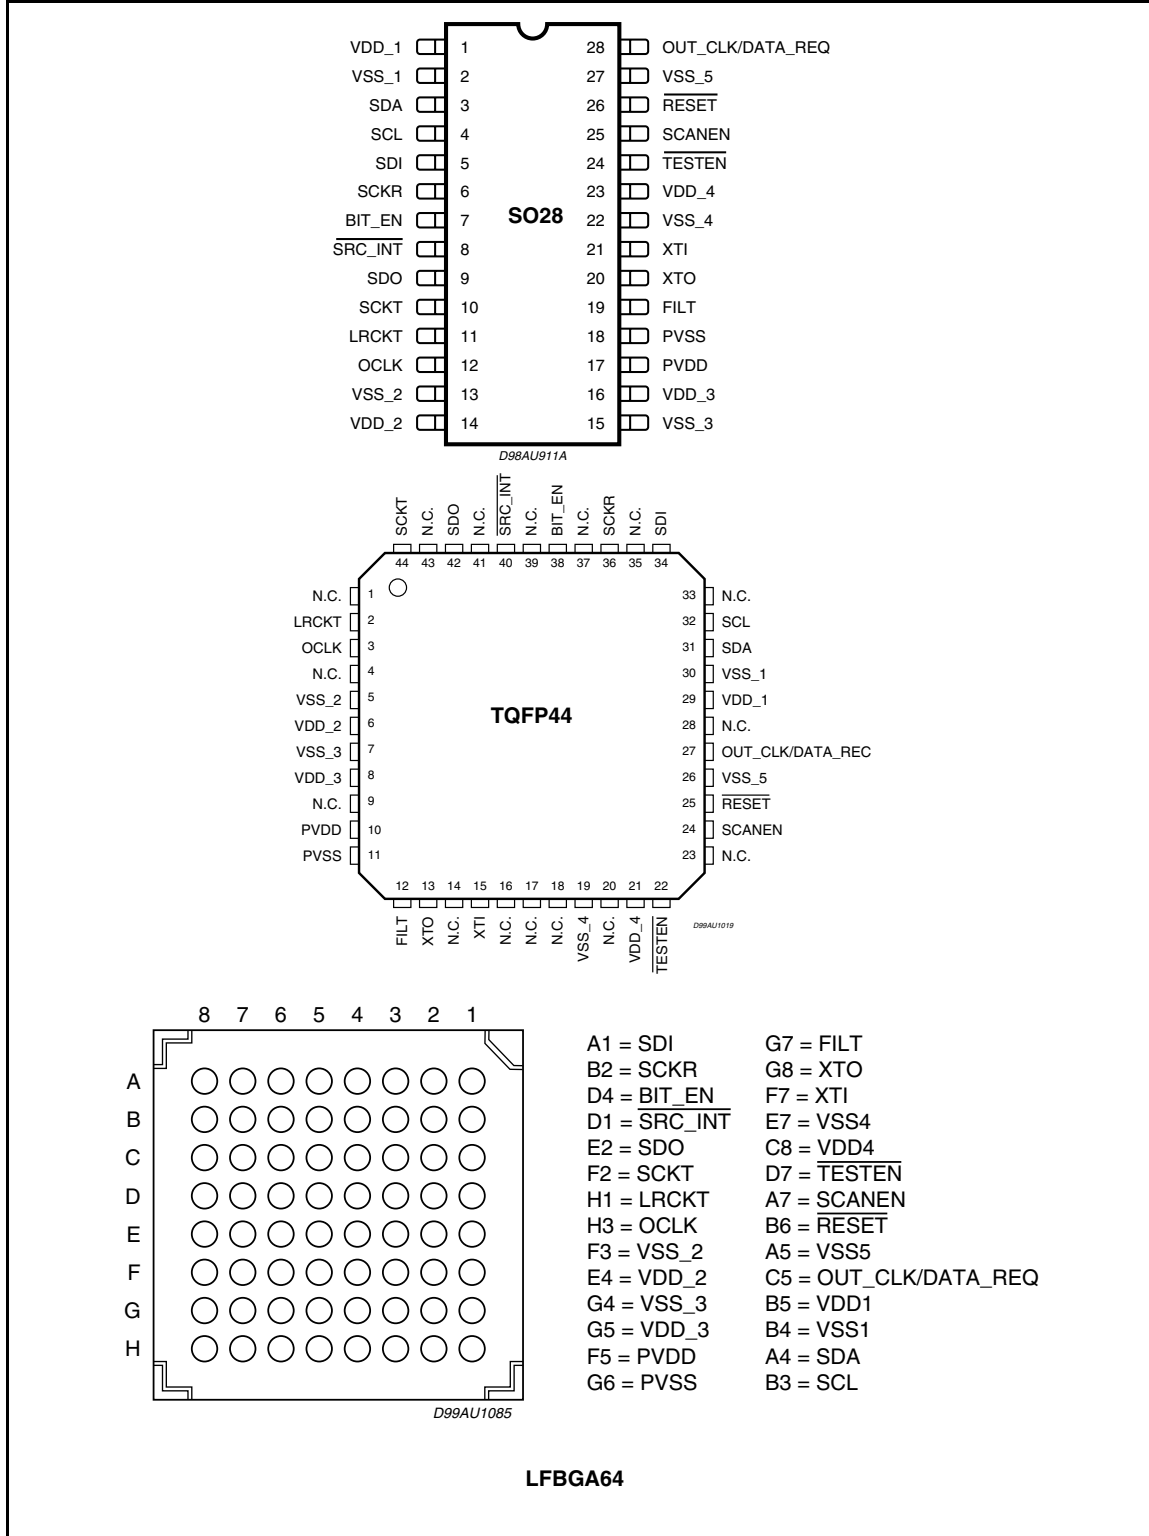 VDD_1 1 28 OUT_CLK/DATA_REQ
VSS_1 2 27 VSS_5
SDA 3 26 RESET
SCL 4 25 SCANEN
SDI 5 24 TESTEN
SCKR 6 23 VDD_4
BIT_EN 7 22 VSS_4
SRC_INT 8 21 XTI
SDO 9 20 XTO
SCKT 10 19 FILT
LRCKT 11 18 PVSS
OCLK 12 17 PVDD
VSS_2 13 16 VDD_3
VDD_2 14 15 VSS_3
SO28
D98AU911A
SCKT N.C. SDO N.C. SRC_INT N.C. BIT_EN N.C. SCKR N.C. SDI
44 43 42 41 40 39 38 37 36 35 34
N.C. 1 33 N.C.
LRCKT 2 32 SCL
OCLK 3 31 SDA
N.C. 4 30 VSS_1
VSS_2 5 29 VDD_1
VDD_2 6 28 N.C.
VSS_3 7 27 OUT_CLK/DATA_REC
VDD_3 8 26 VSS_5
N.C. 9 25 RESET
PVDD 10 24 SCANEN
PVSS 11 23 N.C.
TQFP44
12 13 14 15 16 17 18 19 20 21 22
FILT XTO N.C. XTI N.C. N.C. N.C. VSS_4 N.C. VDD_4 TESTEN
D99AU1019
8 7 6 5 4 3 2 1
A
B
C
D
E
F
G
H
D99AU1085
A1 = SDI
B2 = SCKR
D4 = BIT_EN
D1 = SRC_INT
E2 = SDO
F2 = SCKT
H1 = LRCKT
H3 = OCLK
F3 = VSS_2
E4 = VDD_2
G4 = VSS_3
G5 = VDD_3
F5 = PVDD
G6 = PVSS
G7 = FILT
G8 = XTO
F7 = XTI
E7 = VSS4
C8 = VDD4
D7 = TESTEN
A7 = SCANEN
B6 = RESET
A5 = VSS5
C5 = OUT_CLK/DATA_REQ
B5 = VDD1
B4 = VSS1
A4 = SDA
B3 = SCL
LFBGA64